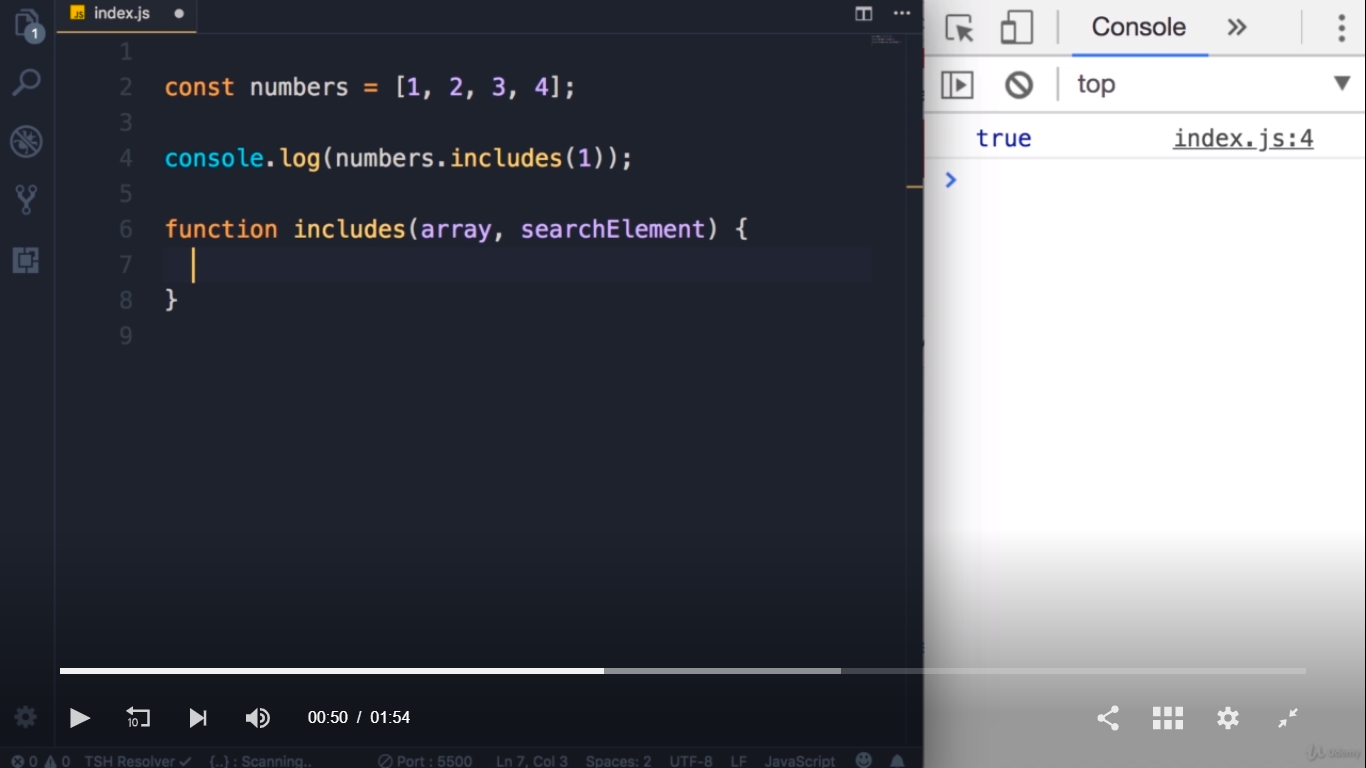 JS index.js
1
1
2 const numbers = [1, 2, 3, 4];
3
4 console.log(numbers.includes(1));
5
6 function includes(array, searchElement) {
7
8 }
9
Console
top
true index.js:4
10
00:50 / 01:54
0 0 TSH Resolver {..} : Scanning.. Port : 5500 Ln 7, Col 3 Spaces: 2 UTF-8 LF JavaScript
Udemy